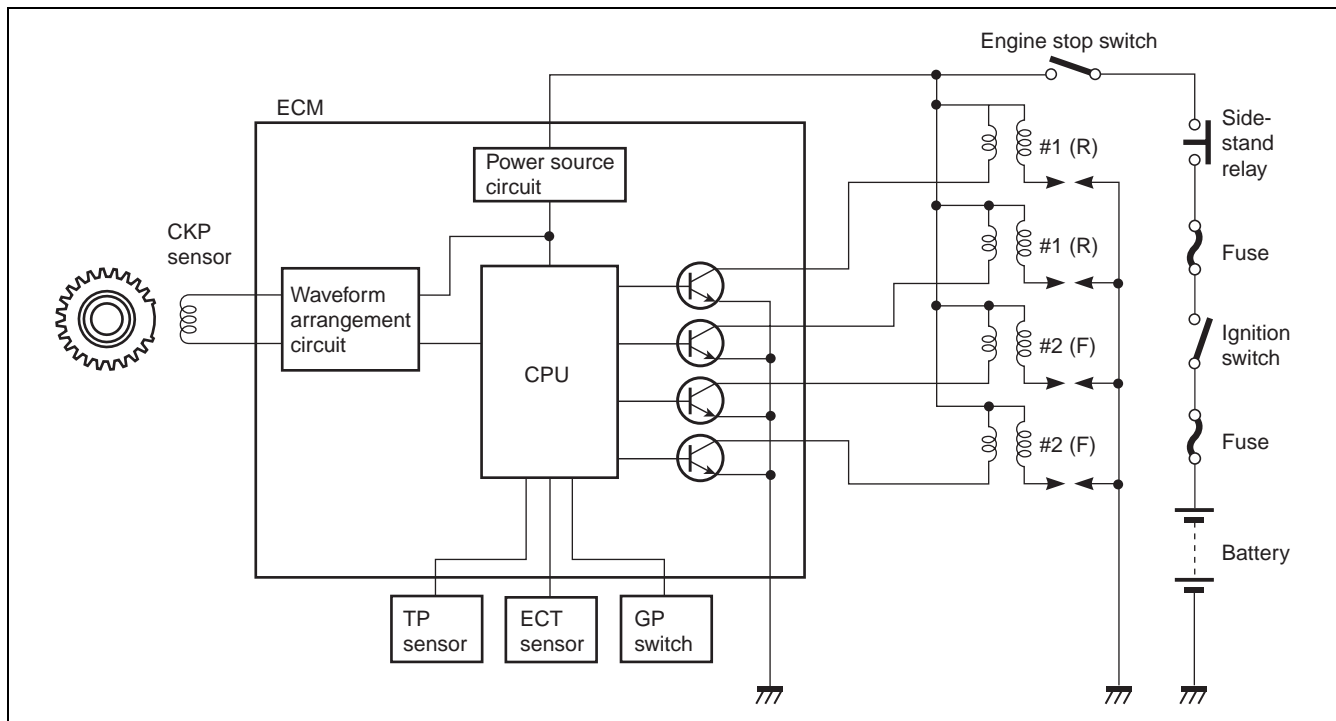 Engine stop switch
ECM
Side-
stand
relay
#1 (R)
Power source
circuit
CKP
sensor
#1 (R)
Fuse
Waveform
arrangement
circuit
#2 (F)
Ignition
switch
CPU
#2 (F)
Fuse
Battery
TP
sensor
ECT
sensor
GP
switch